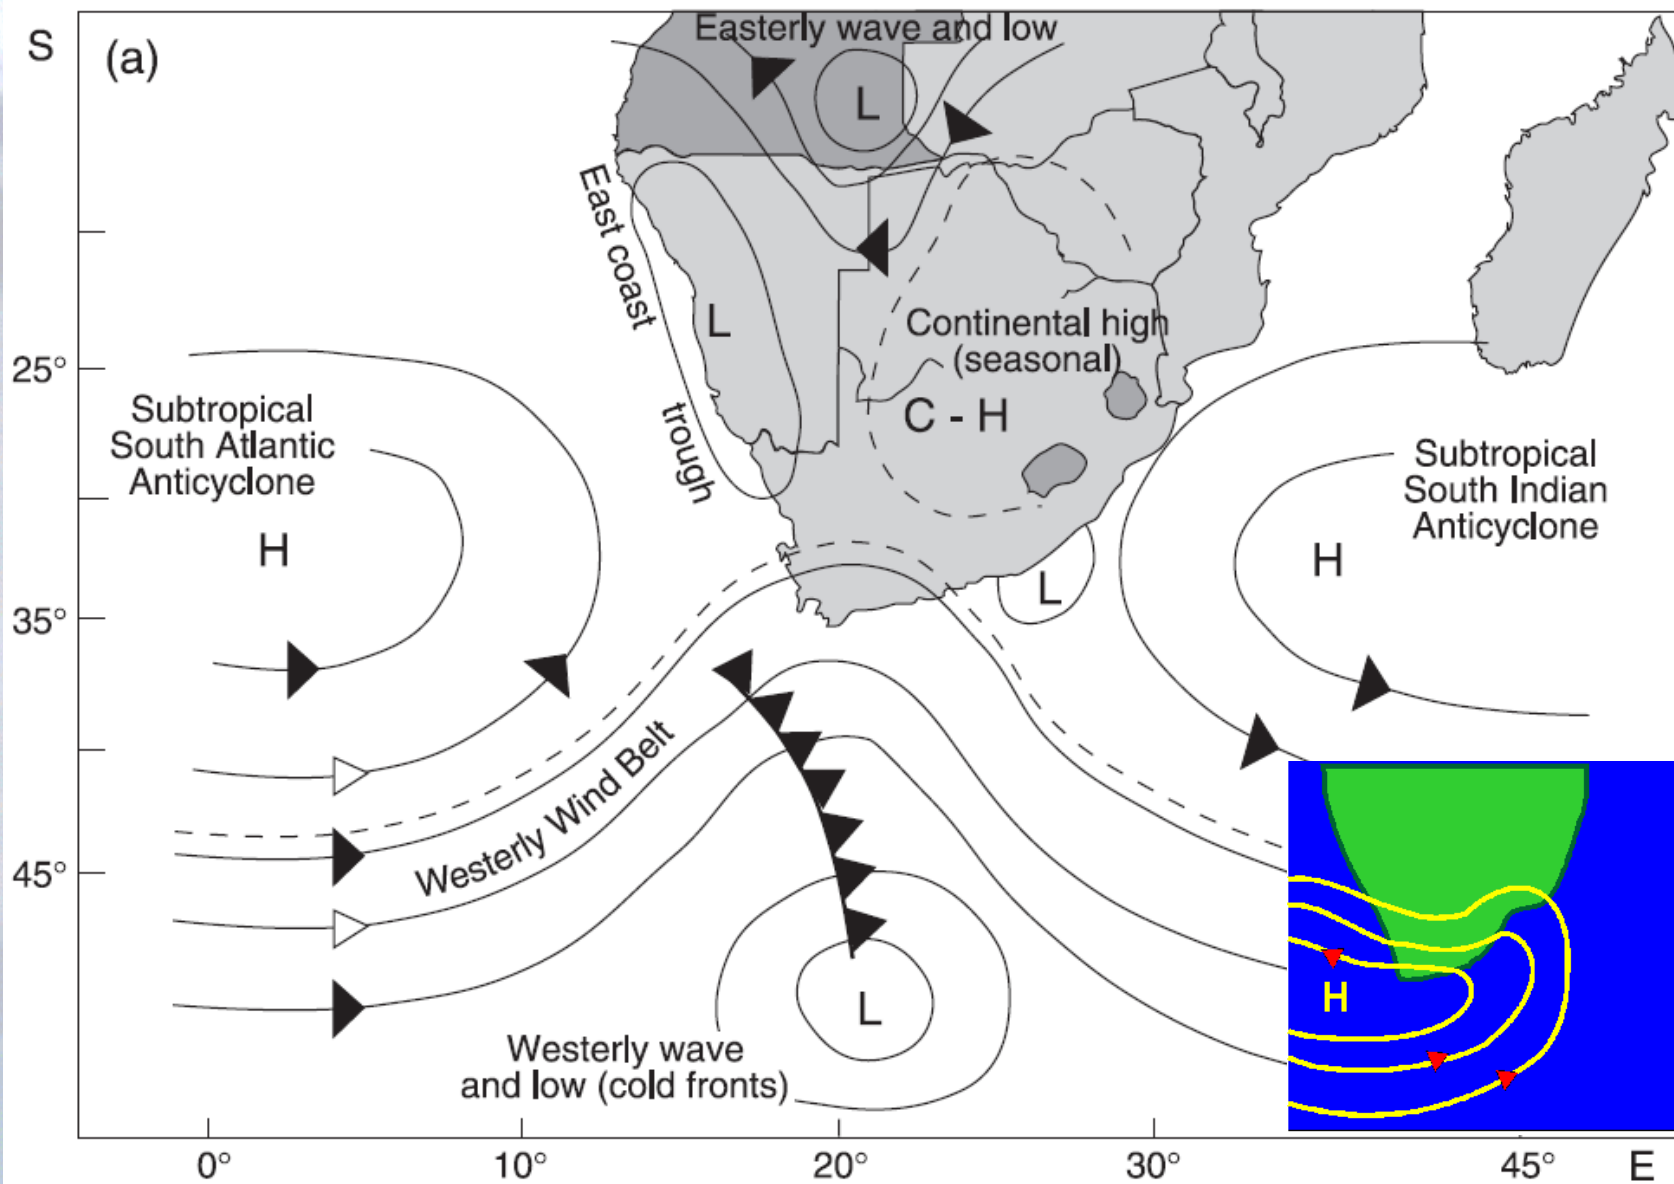 S
(a)
Easterly wave and low
L
East coast
trough
L
Continental high
(seasonal)
C - H
25°
Subtropical
South Atlantic
Anticyclone
H
Subtropical
South Indian
Anticyclone
H
L
35°
Westerly Wind Belt
45°
L
Westerly wave
and low (cold fronts)
H
0°
10°
20°
30°
45°
E